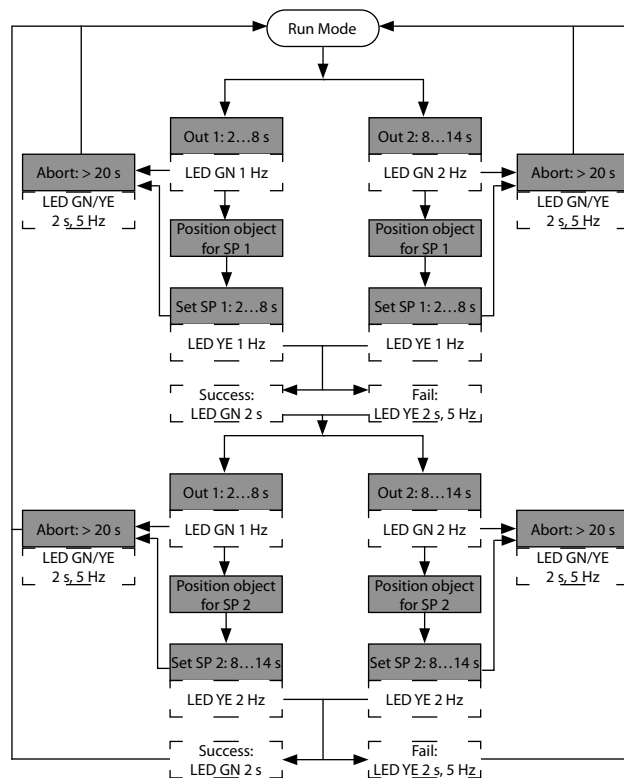 Run Mode
Out 1: 2…8 s
Out 2: 8…14 s
Abort: > 20 s
LED GN 1 Hz
LED GN 2 Hz
Abort: > 20 s
LED GN/YE
2 s, 5 Hz
LED GN/YE
2 s, 5 Hz
Position object
for SP 1
Position object
for SP 1
Set SP 1: 2…8 s
Set SP 1: 2…8 s
LED YE 1 Hz
LED YE 1 Hz
Success:
LED GN 2 s
Fail:
LED YE 2 s, 5 Hz
Out 1: 2…8 s
Out 2: 8…14 s
Abort: > 20 s
LED GN 1 Hz
LED GN 2 Hz
Abort: > 20 s
LED GN/YE
2 s, 5 Hz
LED GN/YE
2 s, 5 Hz
Position object
for SP 2
Position object
for SP 2
Set SP 2: 8…14 s
Set SP 2: 8…14 s
LED YE 2 Hz
LED YE 2 Hz
Success:
LED GN 2 s
Fail:
LED YE 2 s, 5 Hz